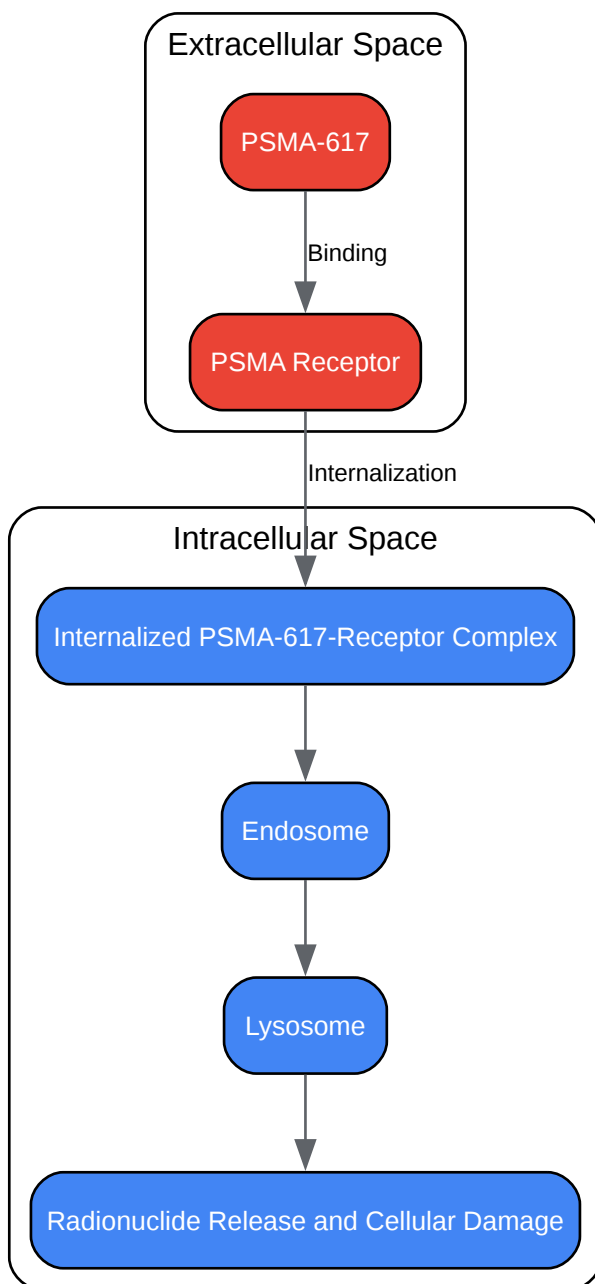 Extracellular Space
PSMA-617
Binding
PSMA Receptor
Internalization
Intracellular Space
Internalized PSMA-617-Receptor Complex
Endosome
Lysosome
Radionuclide Release and Cellular Damage